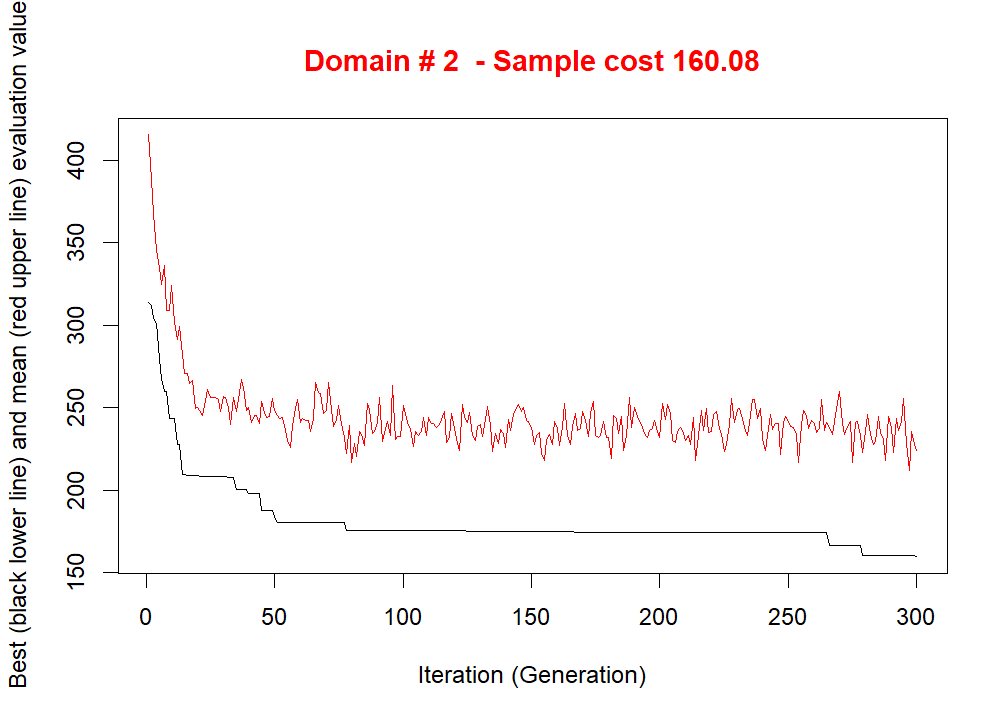 Domain # 2  - Sample cost 160.08
Best (black lower line) and mean (red upper line) evaluation value
400
350
300
250
200
150
0 50 100 150 200 250 300
Iteration (Generation)